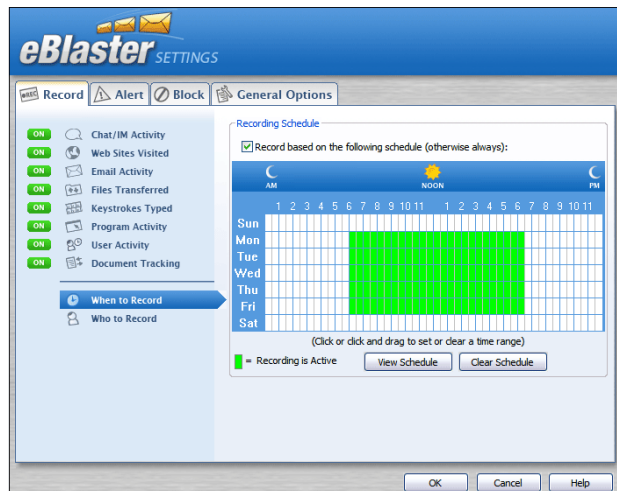 eBlaster SETTINGS
REC Record Alert Block General Options
ON Chat/IM Activity
ON Web Sites Visited
ON Email Activity
ON Files Transferred
ON Keystrokes Typed
ON Program Activity
ON User Activity
ON Document Tracking
When to Record
Who to Record
Recording Schedule
Record based on the following schedule (otherwise always):
AM NOON PM
1 2 3 4 5 6 7 8 9 10 11 1 2 3 4 5 6 7 8 9 10 11
Sun
Mon
Tue
Wed
Thu
Fri
Sat
(Click or click and drag to set or clear a time range)
= Recording is Active View Schedule Clear Schedule
OK Cancel Help